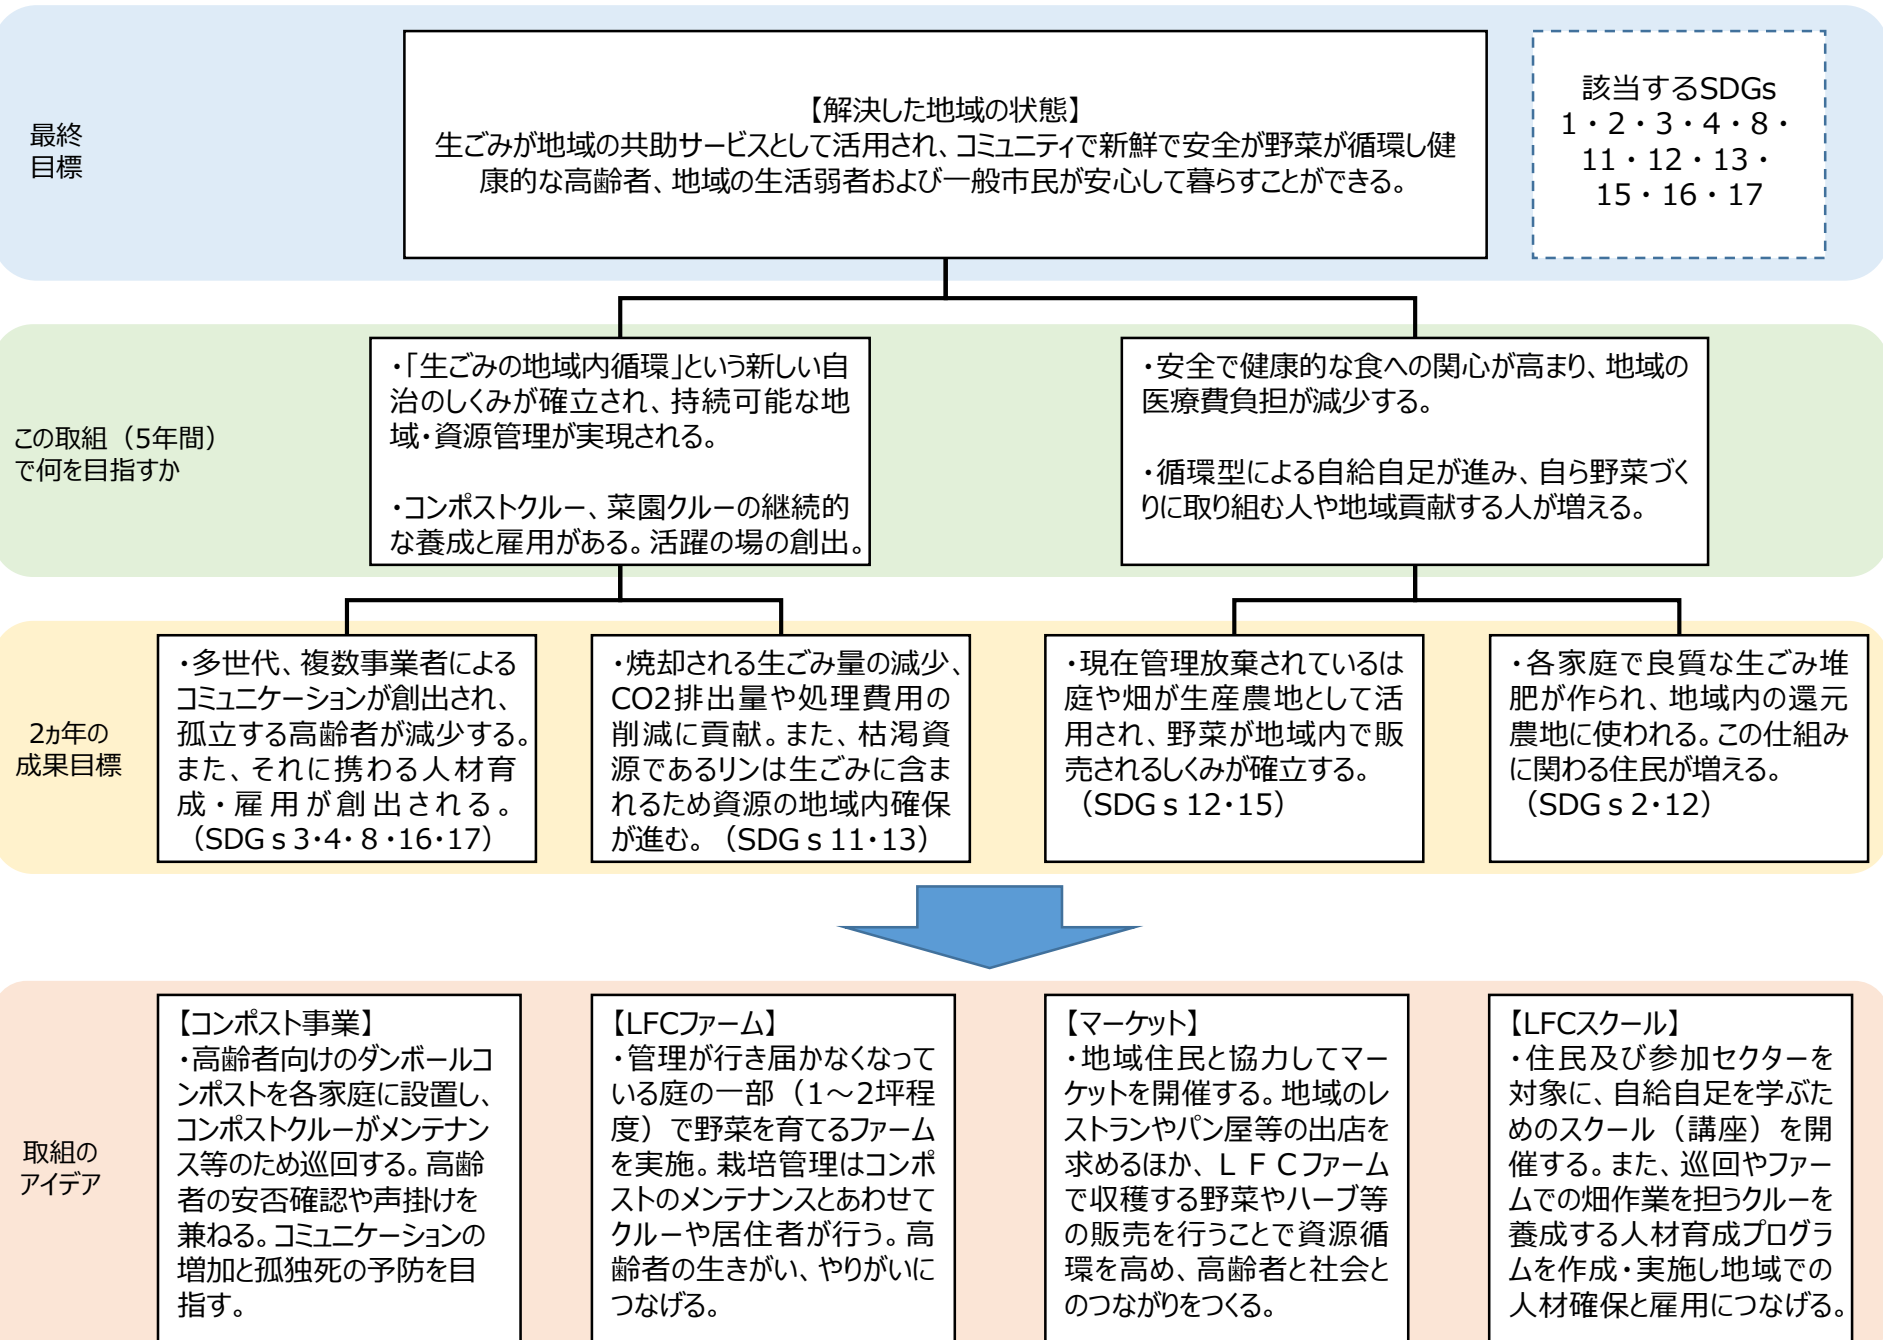 最終
目標
【解決した地域の状態】
生ごみが地域の共助サービスとして活用され、コミュニティで新鮮で安全が野菜が循環し健
康的な高齢者、地域の生活弱者および一般市民が安心して暮らすことができる。
該当するSDGs
1・2・3・4・8・
11・12・13・
15・16・17
この取組（5年間）
で何を目指すか
・「生ごみの地域内循環」という新しい自
治のしくみが確立され、持続可能な地
域・資源管理が実現される。
・コンポストクルー、菜園クルーの継続的
な養成と雇用がある。活躍の場の創出。
・安全で健康的な食への関心が高まり、地域の
医療費負担が減少する。
・循環型による自給自足が進み、自ら野菜づく
りに取り組む人や地域貢献する人が増える。
2ヵ年の
成果目標
・多世代、複数事業者による
コミュニケーションが創出され、
孤立する高齢者が減少する。
また、それに携わる人材育
成・雇用が創出される。
（SDGｓ3・4・８・16・17）
・焼却される生ごみ量の減少、
CO2排出量や処理費用の
削減に貢献。また、枯渇資
源であるリンは生ごみに含ま
れるため資源の地域内確保
が進む。（SDGｓ11・13）
・現在管理放棄されているは
庭や畑が生産農地として活
用され、野菜が地域内で販
売されるしくみが確立する。
（SDGｓ12・15）
・各家庭で良質な生ごみ堆
肥が作られ、地域内の還元
農地に使われる。この仕組み
に関わる住民が増える。
（SDGｓ2・12）
取組の
アイデア
【コンポスト事業】
・高齢者向けのダンボールコ
ンポストを各家庭に設置し、
コンポストクルーがメンテナン
ス等のため巡回する。高齢
者の安否確認や声掛けを
兼ねる。コミュニケーションの
増加と孤独死の予防を目
指す。
【LFCファーム】
・管理が行き届かなくなって
いる庭の一部（1～2坪程
度）で野菜を育てるファーム
を実施。栽培管理はコンポ
ストのメンテナンスとあわせて
クルーや居住者が行う。高
齢者の生きがい、やりがいに
つなげる。
【マーケット】
・地域住民と協力してマー
ケットを開催する。地域のレ
ストランやパン屋等の出店を
求めるほか、ＬＦＣファーム
で収穫する野菜やハーブ等
の販売を行うことで資源循
環を高め、高齢者と社会と
のつながりをつくる。
【LFCスクール】
・住民及び参加セクターを
対象に、自給自足を学ぶた
めのスクール（講座）を開
催する。また、巡回やファー
ムでの畑作業を担うクルーを
養成する人材育成プログラ
ムを作成・実施し地域での
人材確保と雇用につなげる。